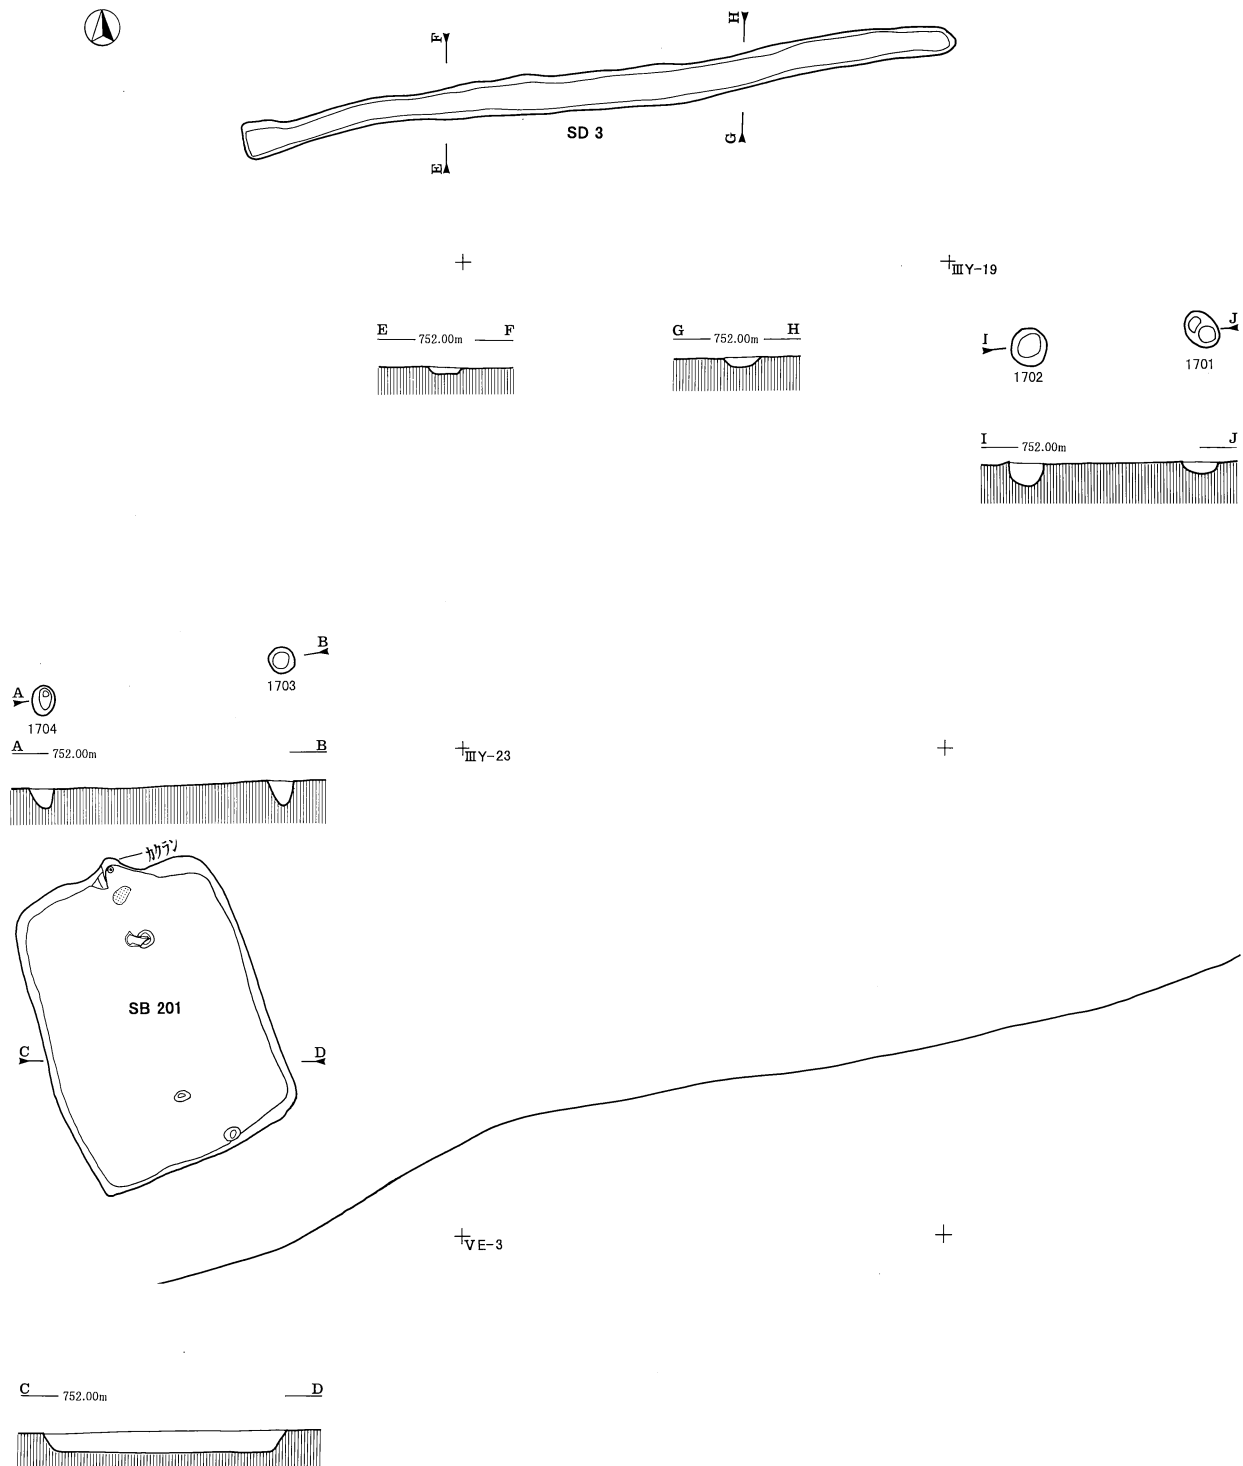 H
F
SD 3
G
E
ⅢY-19
E 752.00m F
G 752.00m H
I
J
1702
1701
I 752.00m J
B
1703
A
1704
A 752.00m B
ⅢY-23
カクラン
SB 201
C
D
VE-3
C 752.00m D